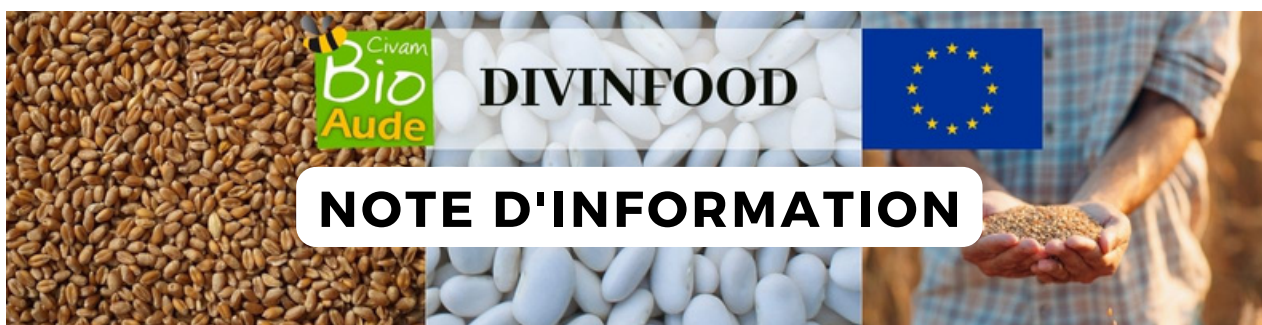 Civam
Bio
Aude
DIVINFOOD
NOTE D'INFORMATION